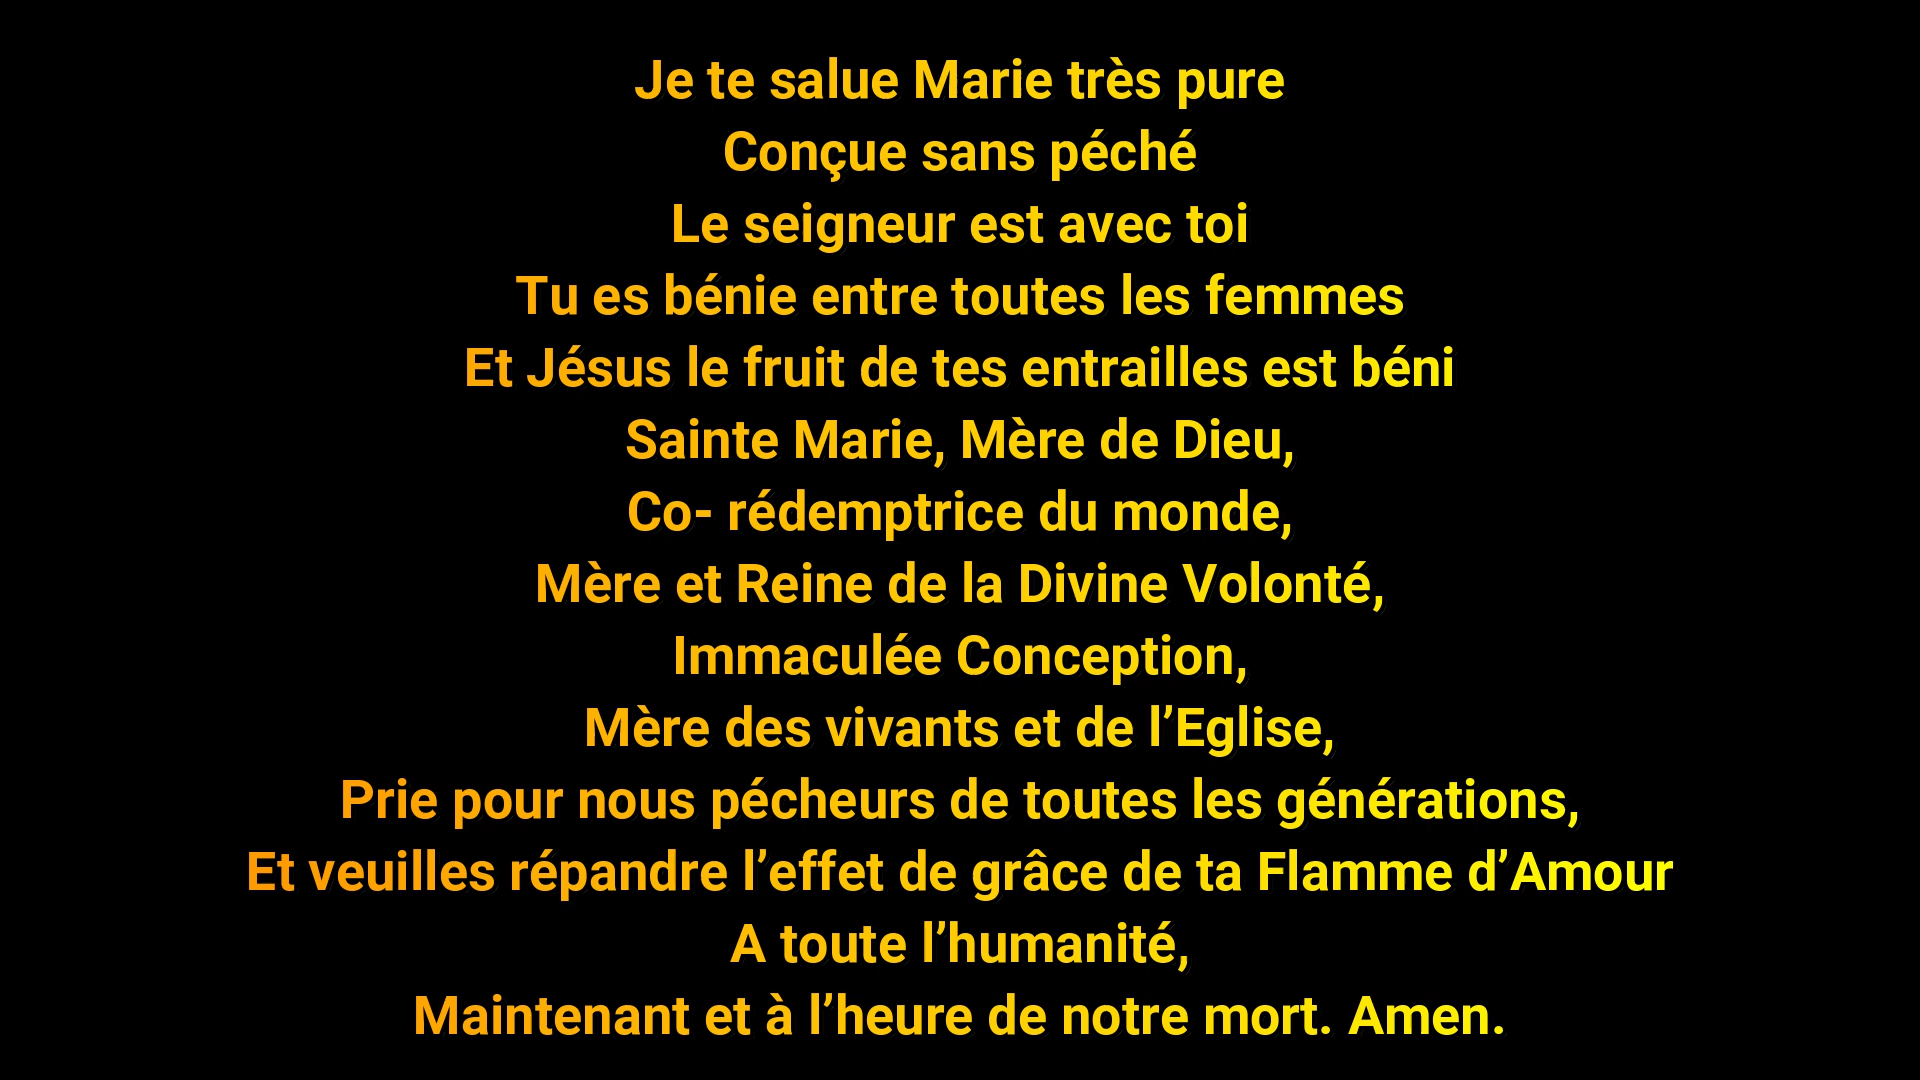 Je te salue Marie très pure
Conçue sans péché
Le seigneur est avec toi
Tu es bénie entre toutes les femmes
Et Jésus le fruit de tes entrailles est béni
Sainte Marie, Mère de Dieu,
Co- rédemptrice du monde,
Mère et Reine de la Divine Volonté,
Immaculée Conception,
Mère des vivants et de l’Eglise,
Prie pour nous pécheurs de toutes les générations,
Et veuilles répandre l’effet de grâce de ta Flamme d’Amour
A toute l’humanité,
Maintenant et à l’heure de notre mort. Amen.